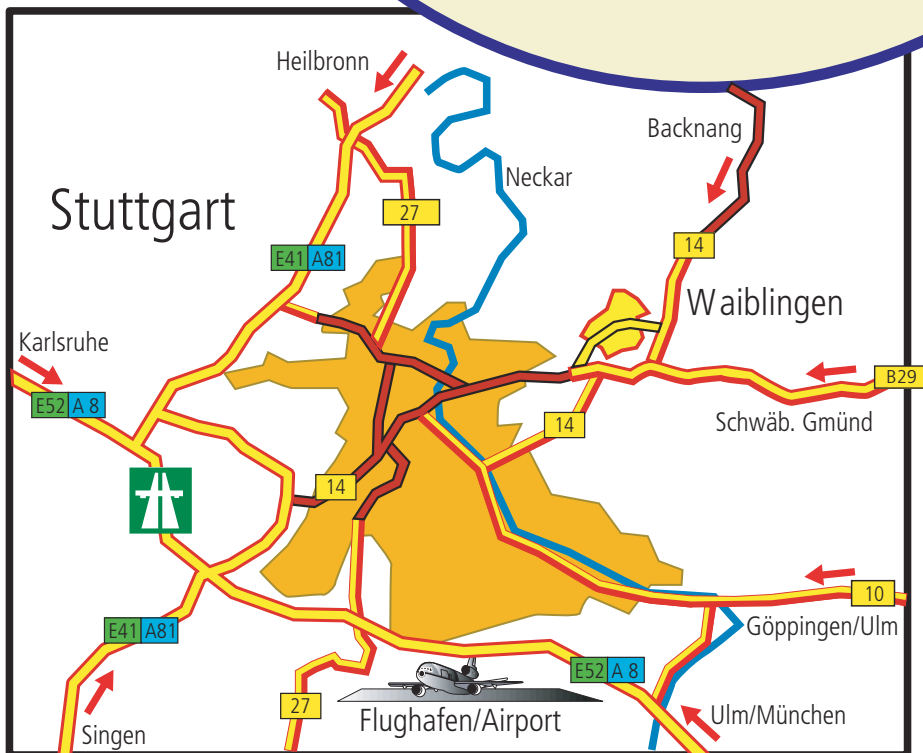 Heilbronn
Backnang
Neckar
Stuttgart
27
14
E41 A81
Waiblingen
Karlsruhe
B29
E52 A 8
Schwäb. Gmünd
14
14
10
Göppingen/Ulm
E41 A81
E52 A 8
27
Flughafen/Airport
Ulm/München
Singen